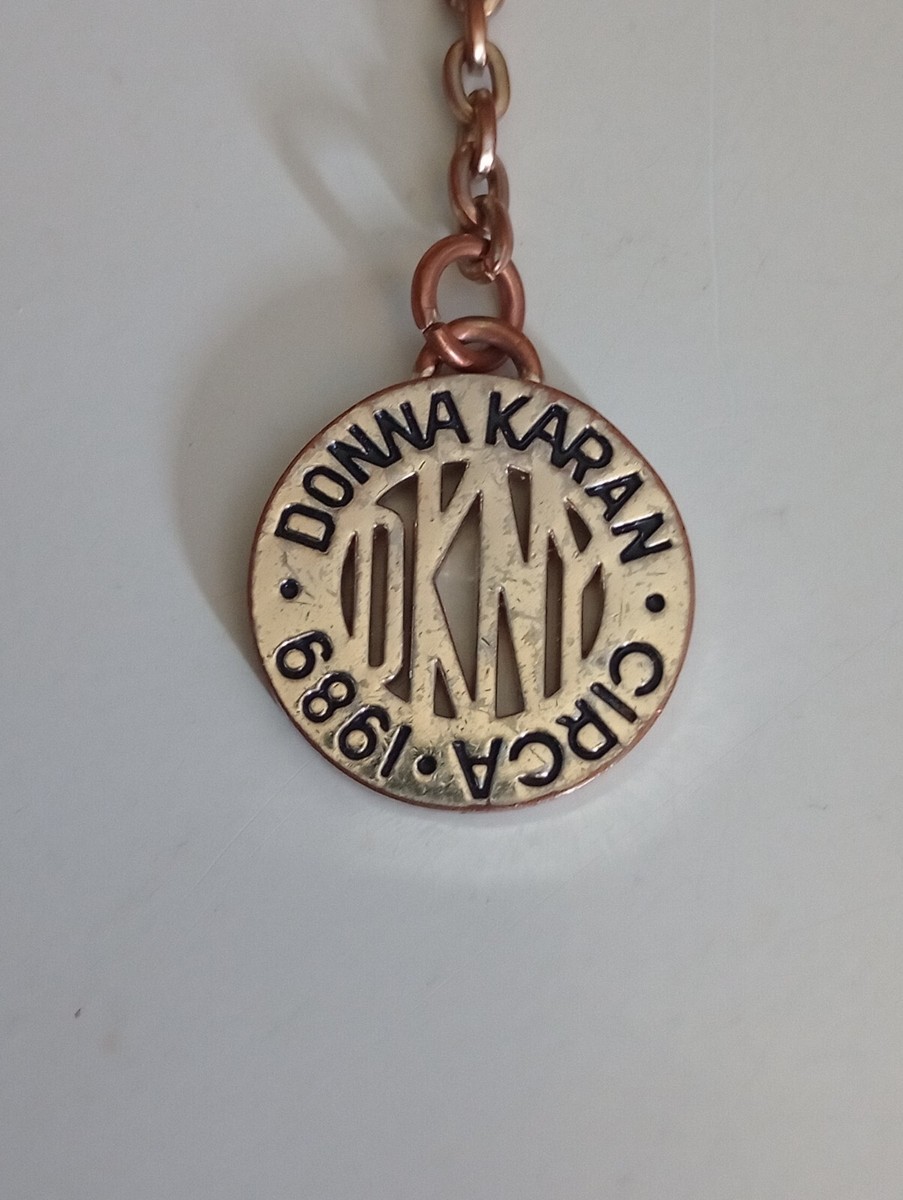 DONNA KARAN
DKNY
• CIRCA • 1989 •